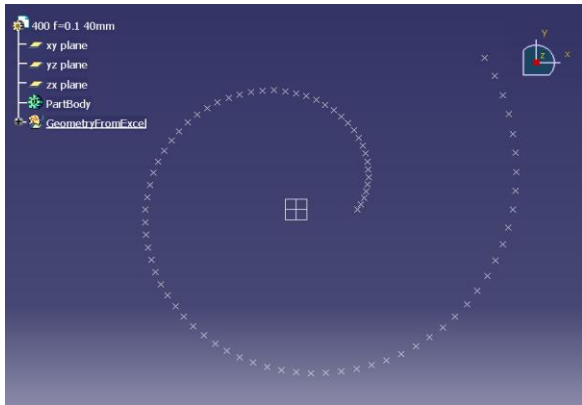 400 f=0.1 40mm
xy plane
yz plane
zx plane
PartBody
GeometryFromExcel
y
z
x